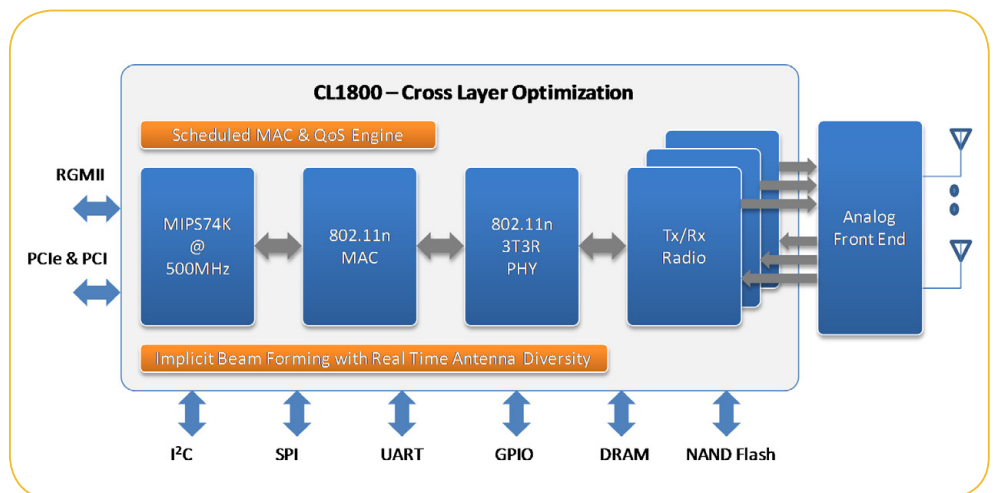 CL1800 – Cross Layer Optimization
Scheduled MAC & QoS Engine
RGMII
PCIe & PCI
MIPS74K
@
500MHz
802.11n
MAC
802.11n
3T3R
PHY
Tx/Rx
Radio
Analog
Front End
Implicit Beam Forming with Real Time Antenna Diversity
I²C
SPI
UART
GPIO
DRAM
NAND Flash